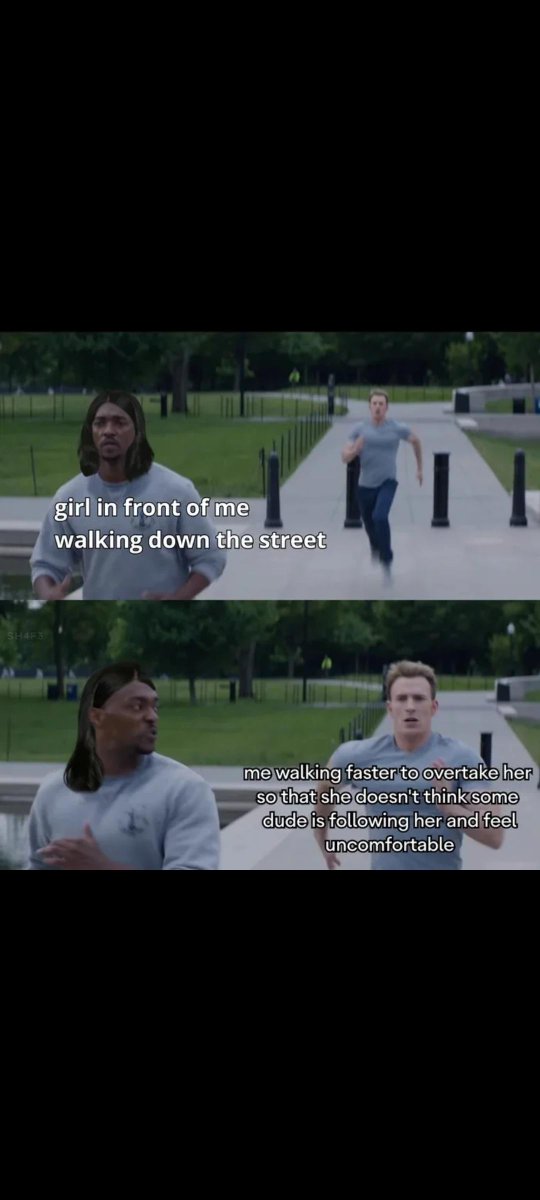 girl in front of me
walking down the street
SH4F3
me walking faster to overtake her
so that she doesn't think some
dude is following her and feel
uncomfortable